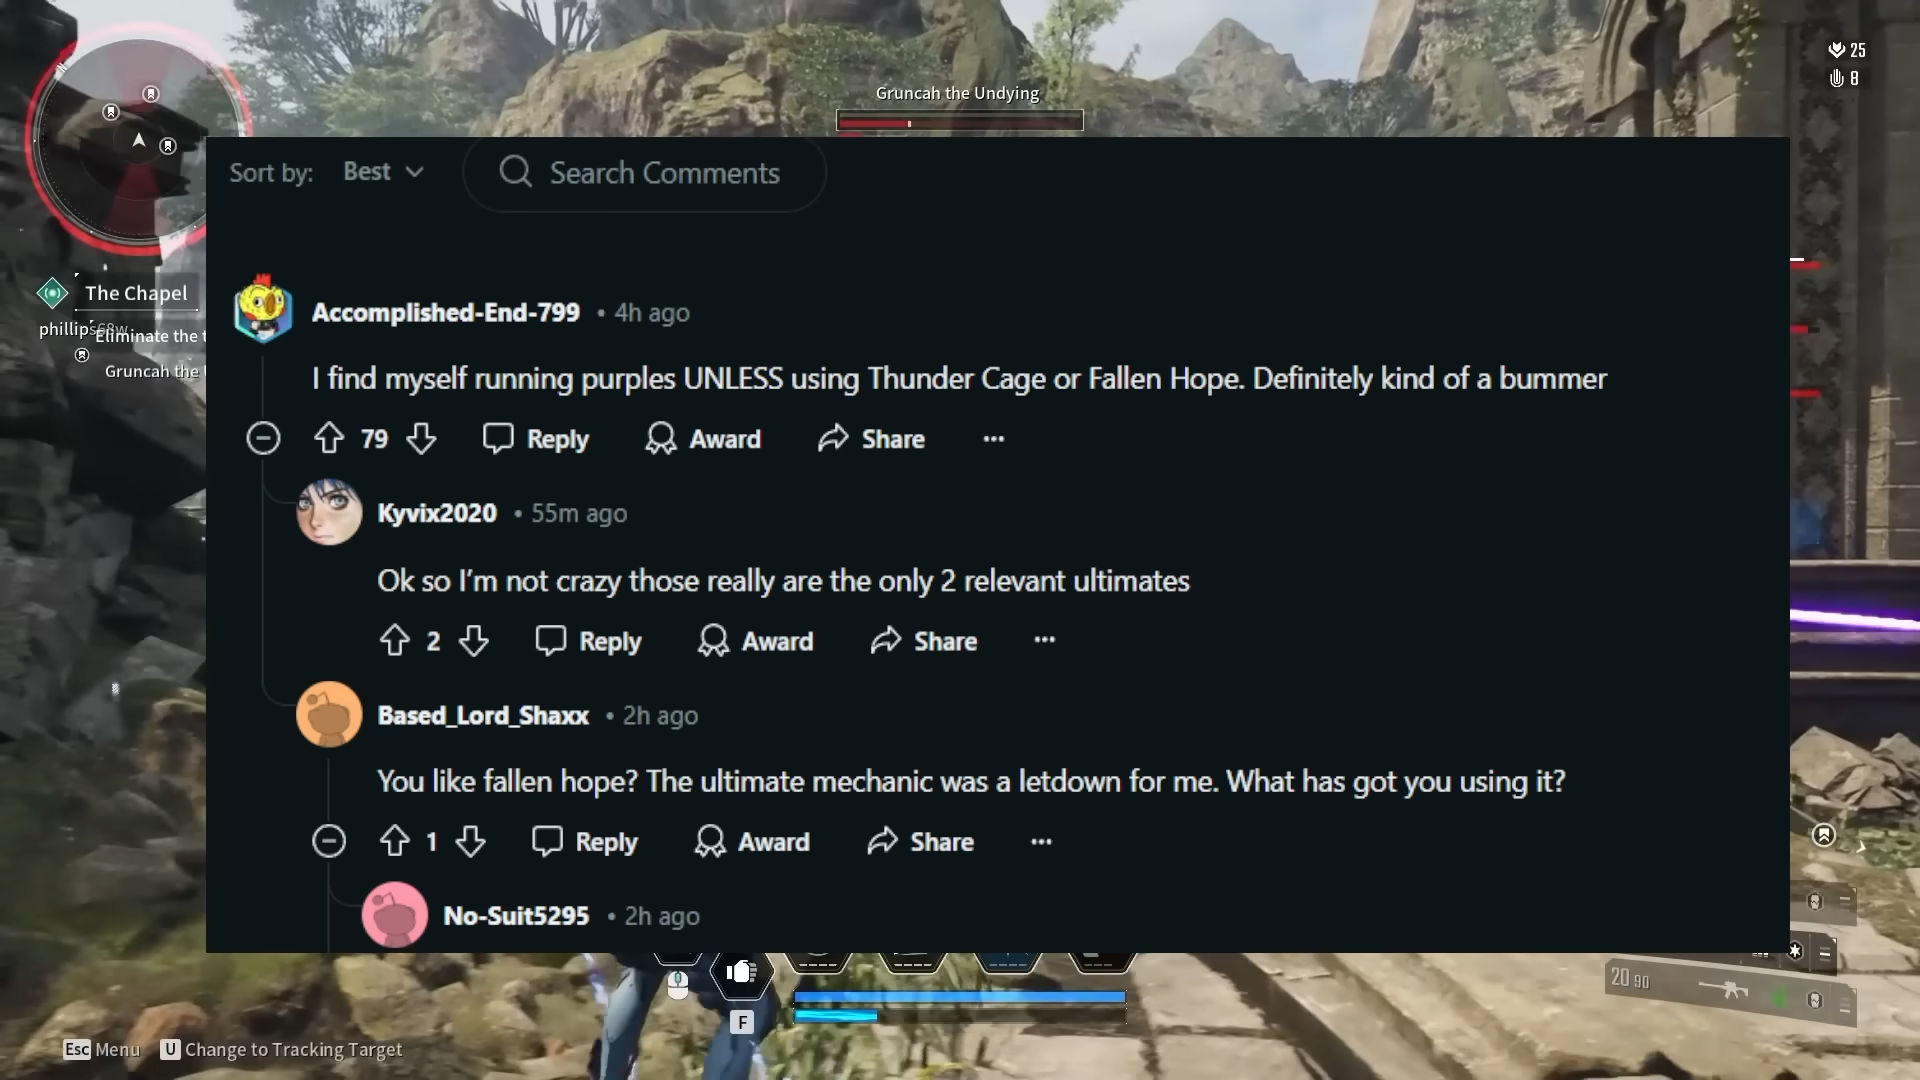 25
8
Gruncah the Undying
N
Sort by: Best
Search Comments
The Chapel
phillips68w
Eliminate the t
Gruncah the
Accomplished-End-799 • 4h ago
I find myself running purples UNLESS using Thunder Cage or Fallen Hope. Definitely kind of a bummer
79 Reply Award Share ...
Kyvix2020 • 55m ago
Ok so I'm not crazy those really are the only 2 relevant ultimates
2 Reply Award Share ...
Based_Lord_Shaxx • 2h ago
You like fallen hope? The ultimate mechanic was a letdown for me. What has got you using it?
1 Reply Award Share ...
No-Suit5295 • 2h ago
20 90
F
Esc Menu U Change to Tracking Target